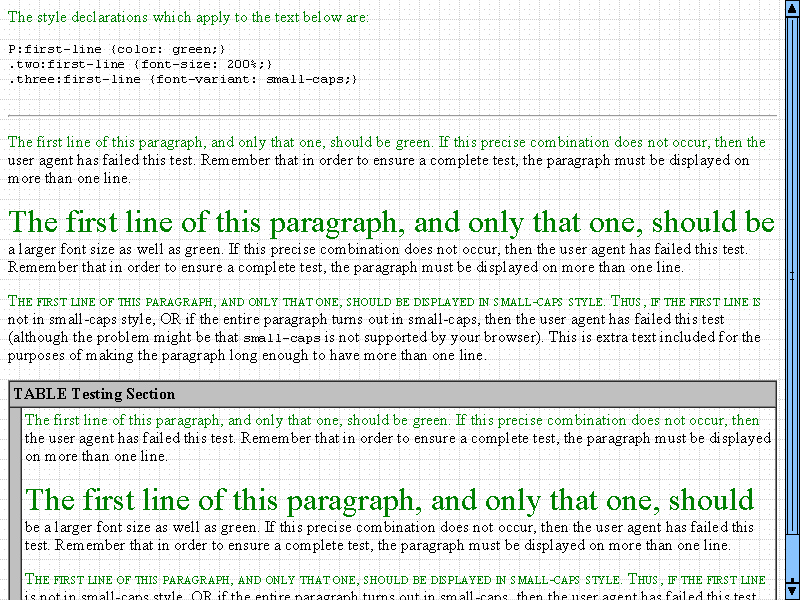 The style declarations which apply to the text below are:
P:first-line {color: green;}
.two:first-line {font-size: 200%;}
.three:first-line {font-variant: small-caps;}
The first line of this paragraph, and only that one, should be green. If this precise combination does not occur, then the
user agent has failed this test. Remember that in order to ensure a complete test, the paragraph must be displayed on
more than one line.
The first line of this paragraph, and only that one, should be
a larger font size as well as green. If this precise combination does not occur, then the user agent has failed this test.
Remember that in order to ensure a complete test, the paragraph must be displayed on more than one line.
The first line of this paragraph, and only that one, should be displayed in small-caps style. Thus, if the first line is
not in small-caps style, OR if the entire paragraph turns out in small-caps, then the user agent has failed this test
(although the problem might be that small-caps is not supported by your browser). This is extra text included for the
purposes of making the paragraph long enough to have more than one line.
TABLE Testing Section
The first line of this paragraph, and only that one, should be green. If this precise combination does not occur, then
the user agent has failed this test. Remember that in order to ensure a complete test, the paragraph must be displayed
on more than one line.
The first line of this paragraph, and only that one, should
be a larger font size as well as green. If this precise combination does not occur, then the user agent has failed this
test. Remember that in order to ensure a complete test, the paragraph must be displayed on more than one line.
The first line of this paragraph, and only that one, should be displayed in small-caps style. Thus, if the first line
is not in small-caps style, OR if the entire paragraph turns out in small-caps, then the user agent has failed this test